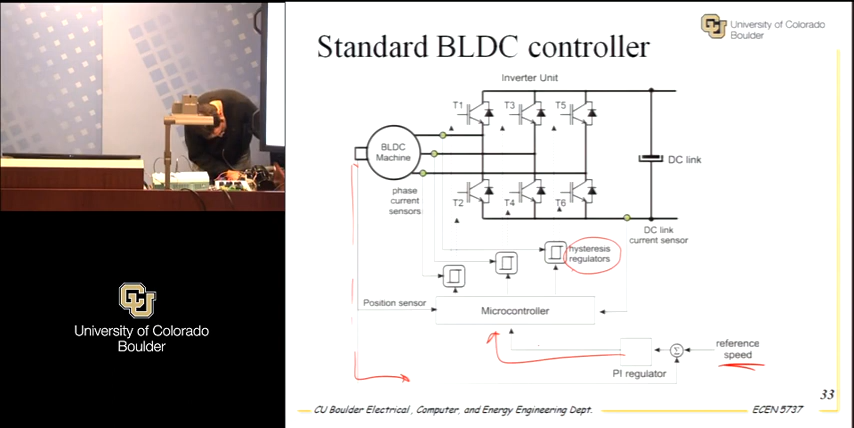 University of Colorado
Boulder
Standard BLDC controller
Inverter Unit
T1
T3
T5
BLDC
Machine
DC link
phase
current
sensors
T2
T4
T6
DC link
current sensor
hysteresis
regulators
Position sensor
Microcontroller
reference
speed
Σ
PI regulator
33
CU Boulder Electrical, Computer, and Energy Engineering Dept.
ECEN 5737
CU
University of Colorado
Boulder